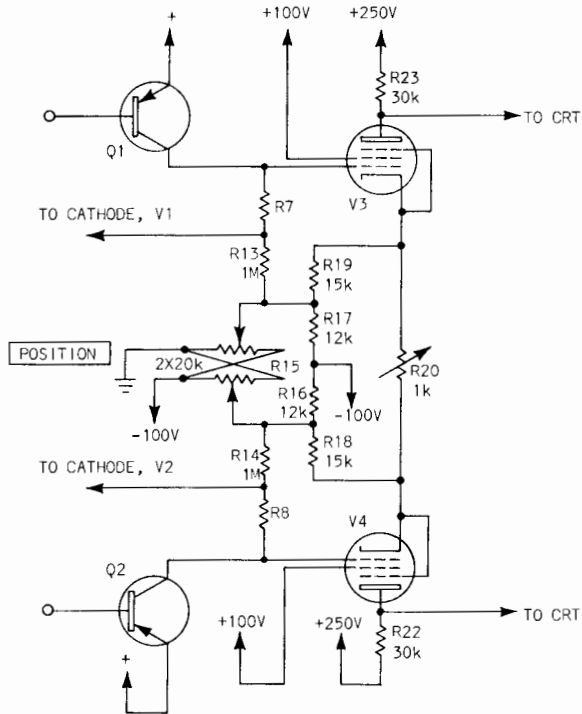 +
+100V
+250V
R23
30k
TO CRT
Q1
V3
R7
TO CATHODE, V1
R13
1M
R19
15k
R17
12k
POSITION
2X20k
R15
R20
1k
R16
12k
-100V
-100V
R14
1M
R18
15k
TO CATHODE, V2
R8
V4
Q2
+100V
+250V
TO CRT
R22
30k
+